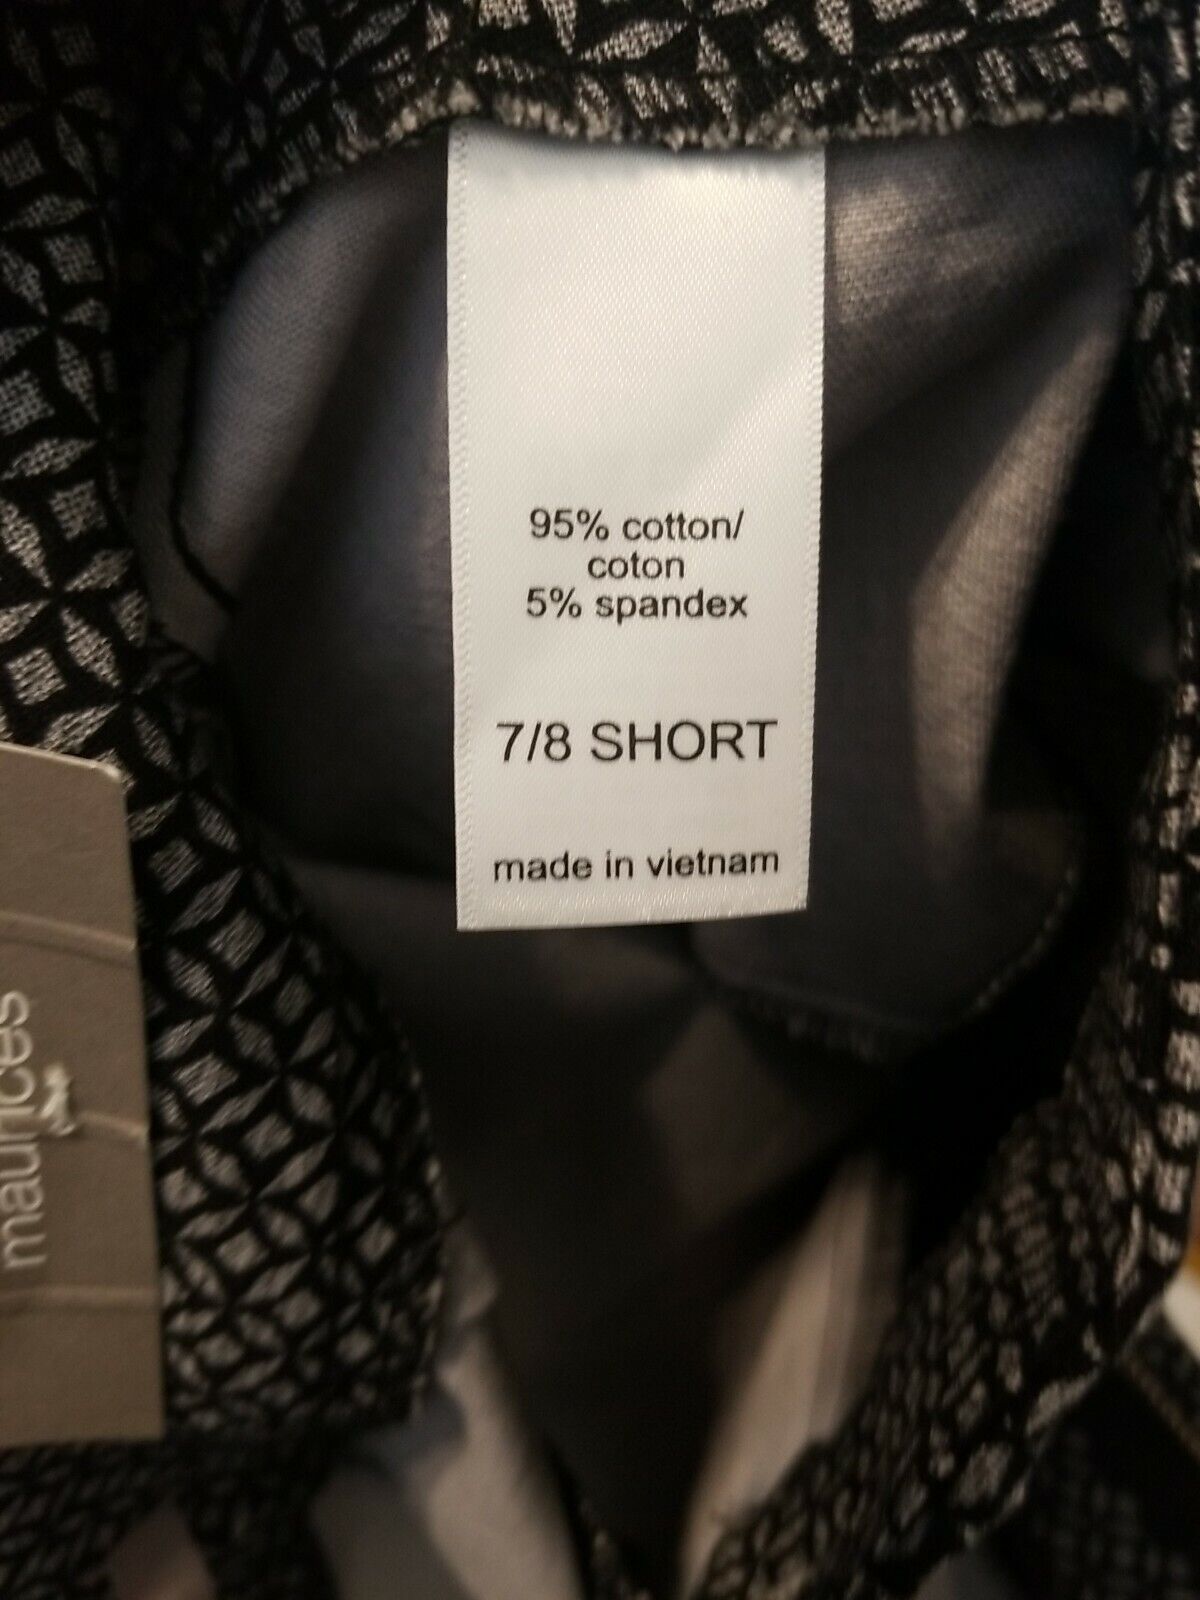 95% cotton/
coton
5% spandex
7/8 SHORT
made in vietnam
maurices